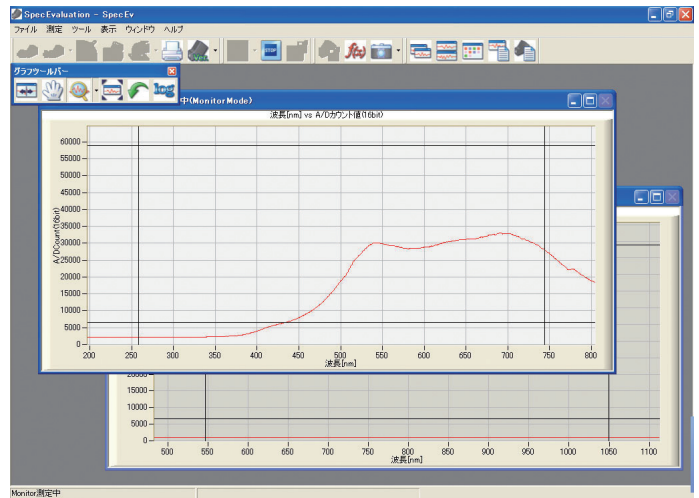 SpecEvaluation - SpecEv
ファイル 測定 ツール 表示 ウィンドウ ヘルプ
STOP
f(x)
グラフツールバー
log
中(MonitorMode)
波長[nm] vs A/Dカウント値(16bit)
60000
55000
50000
45000
40000
35000
30000
25000
20000
15000
10000
5000
0
A/DCount(16bit)
200 250 300 350 400 450 500 550 600 650 700 750 800
波長[nm]
20000
15000
10000
5000
0
500 550 600 650 700 750 800 850 900 950 1000 1050 1100
波長[nm]
Monitor測定中